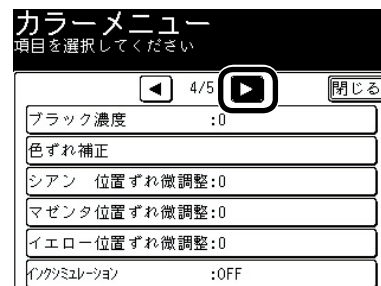 カラーメニュー
項目を選択してください
◀ 4/5 ▶ 閉じる
ブラック濃度 :0
色ずれ補正
シアン 位置ずれ微調整:0
マゼンタ位置ずれ微調整:0
イエロー位置ずれ微調整:0
インクシミュレーション :OFF